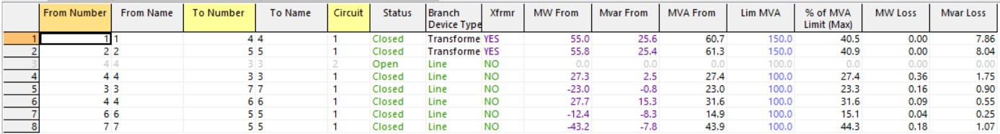 From Number From Name To Number To Name Circuit Status Branch Device Type Xfrmr MW From Mvar From MVA From Lim MVA % of MVA Limit (Max) MW Loss Mvar Loss
1 1 1 4 4 1 Closed Transforme YES 55.0 25.6 60.7 150.0 40.5 0.00 7.86
2 2 2 5 5 1 Closed Transforme YES 55.8 25.4 61.3 150.0 40.9 0.00 8.04
3 4 4 3 3 2 Open Line NO 0.0 0.0 0.0 100.0 0.0 0.00 0.00
4 4 4 3 3 1 Closed Line NO 27.3 2.5 27.4 100.0 27.4 0.36 1.75
5 3 3 7 7 1 Closed Line NO -23.0 -0.8 23.0 100.0 23.3 0.16 0.90
6 4 4 6 6 1 Closed Line NO 27.7 15.3 31.6 100.0 31.6 0.09 0.55
7 6 6 5 5 1 Closed Line NO -12.4 -8.3 14.9 100.0 15.1 0.04 0.25
8 7 7 5 5 1 Closed Line NO -43.2 -7.8 43.9 100.0 44.3 0.18 1.07